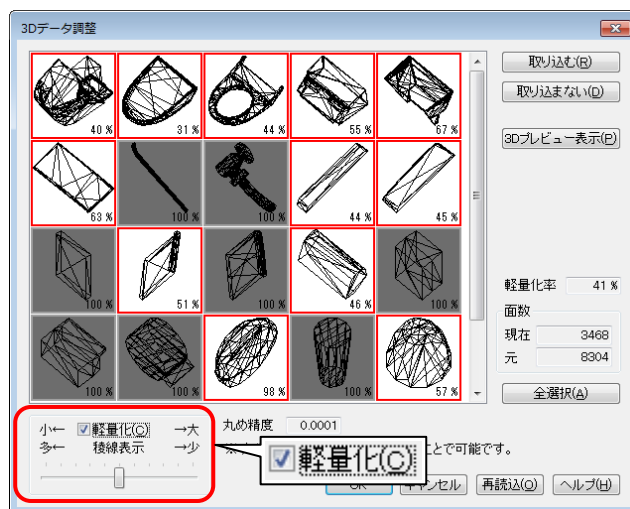 3Dデータ調整
取り込む(R)
取り込まない(D)
3Dプレビュー表示(P)
40 % 31 % 44 % 55 % 67 %
63 % 100 % 100 % 44 % 45 %
100 % 51 % 100 % 46 % 100 %
100 % 100 % 98 % 100 % 57 %
軽量化率 41 %
面数
現在 3468
元 8304
全選択(A)
小← 軽量化(C) →大
多← 稜線表示 →少
丸め精度 0.0001
ことで可能です。
軽量化(C)
キャンセル 再読込(O) ヘルプ(H)